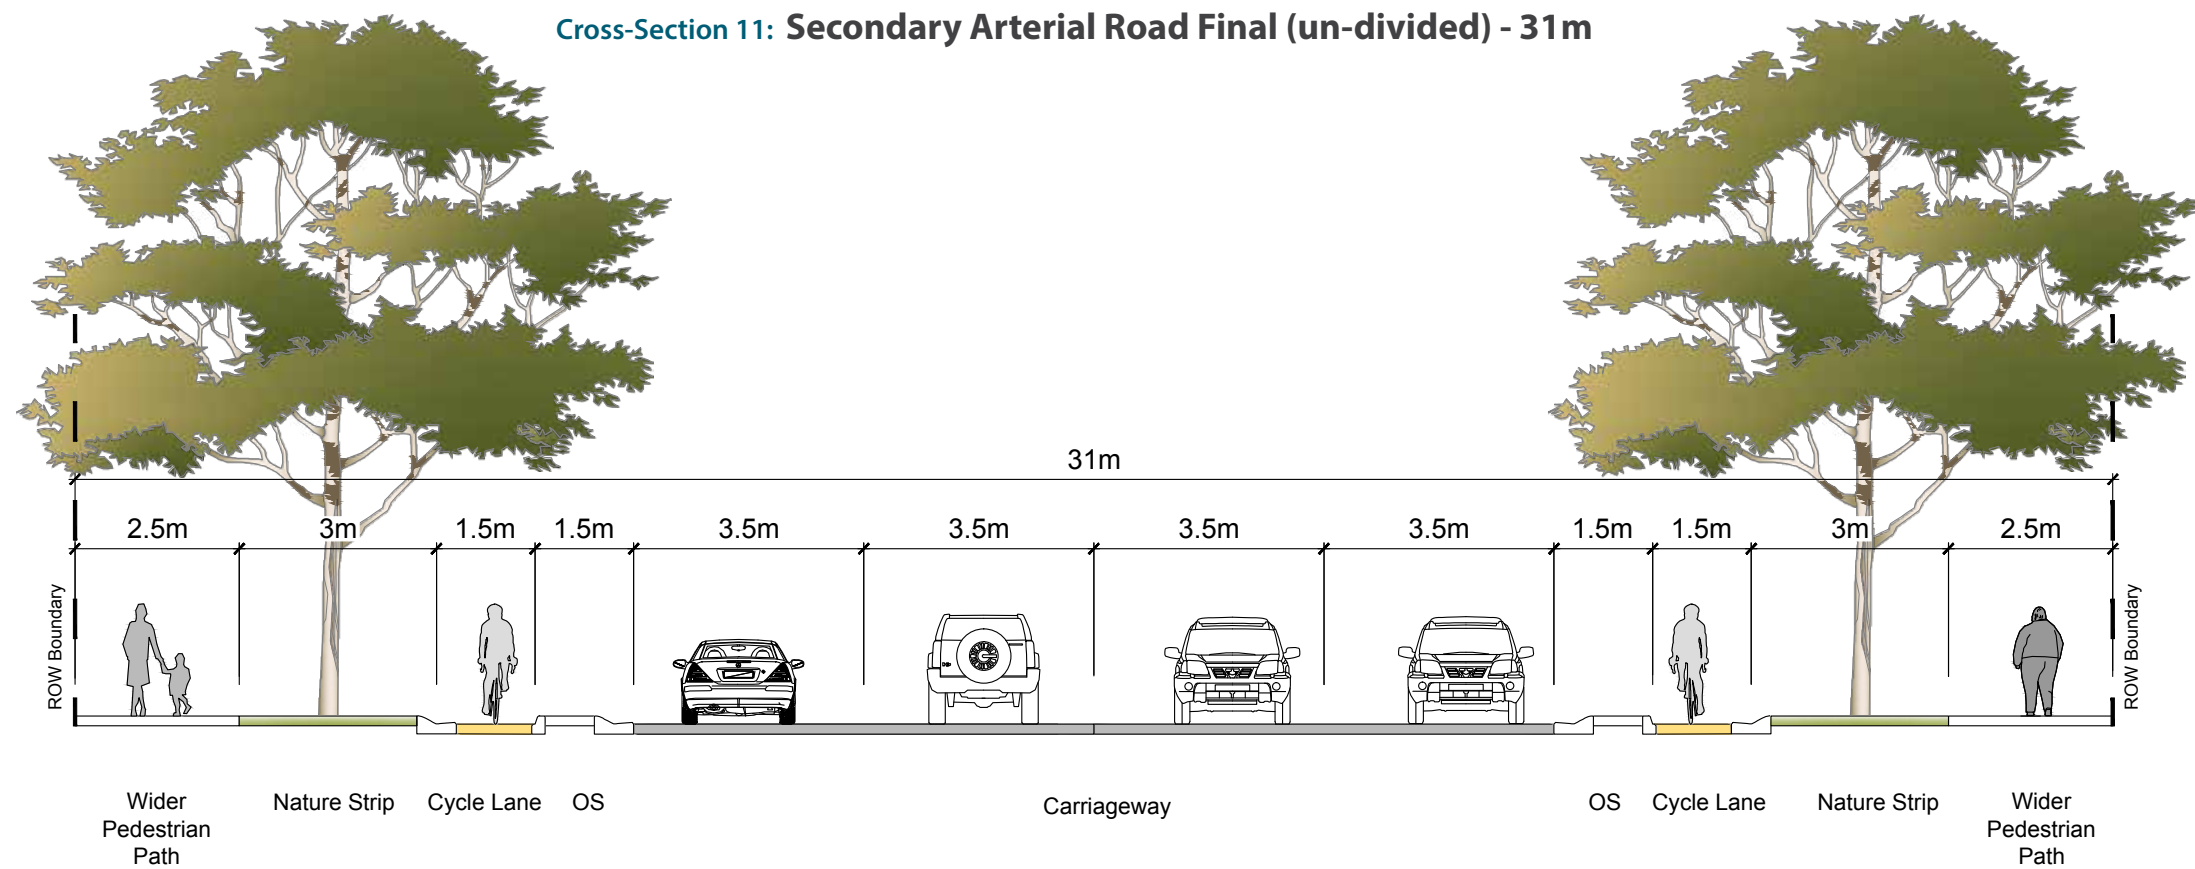 Cross-Section 11: Secondary Arterial Road Final (un-divided) - 31m
31m
2.5m
3m
1.5m
1.5m
3.5m
3.5m
3.5m
3.5m
1.5m
1.5m
3m
2.5m
ROW Boundary
ROW Boundary
Wider
Pedestrian
Path
Nature Strip
Cycle Lane
OS
Carriageway
OS
Cycle Lane
Nature Strip
Wider
Pedestrian
Path